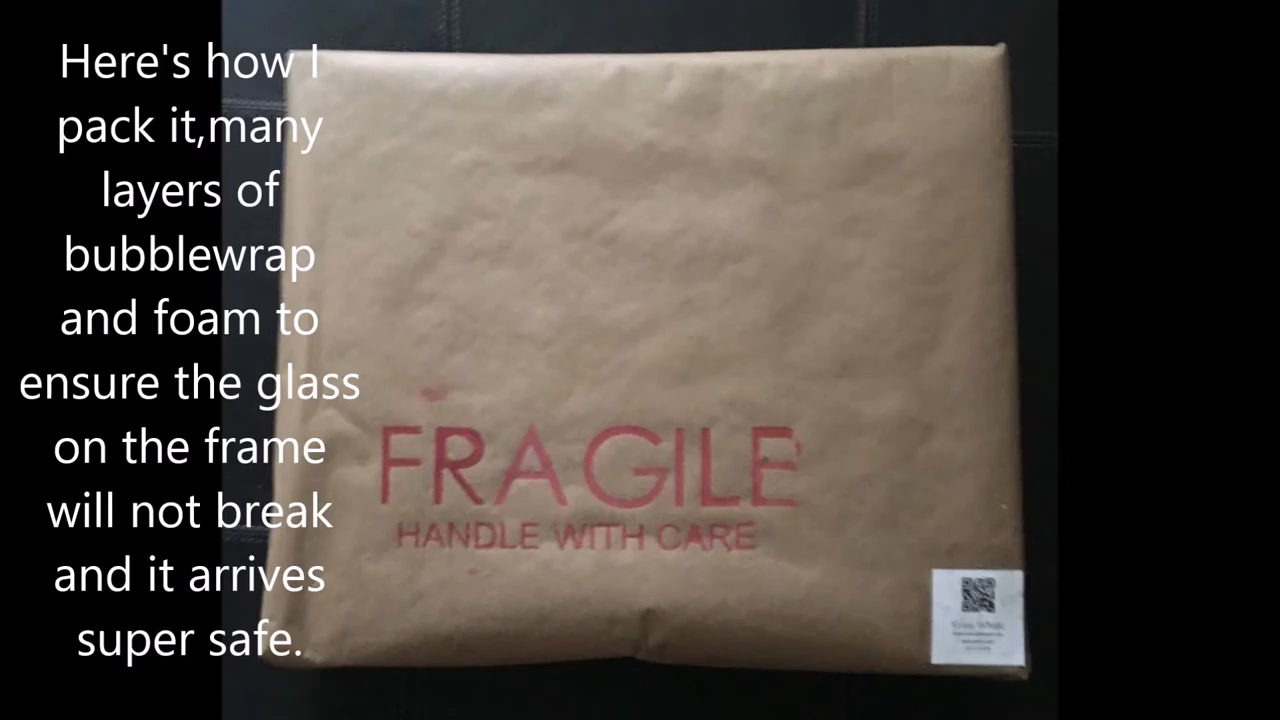 Here's how I
pack it,many
layers of
bubblewrap
and foam to
ensure the glass
on the frame
will not break
and it arrives
super safe.
FRAGILE
HANDLE WITH CARE